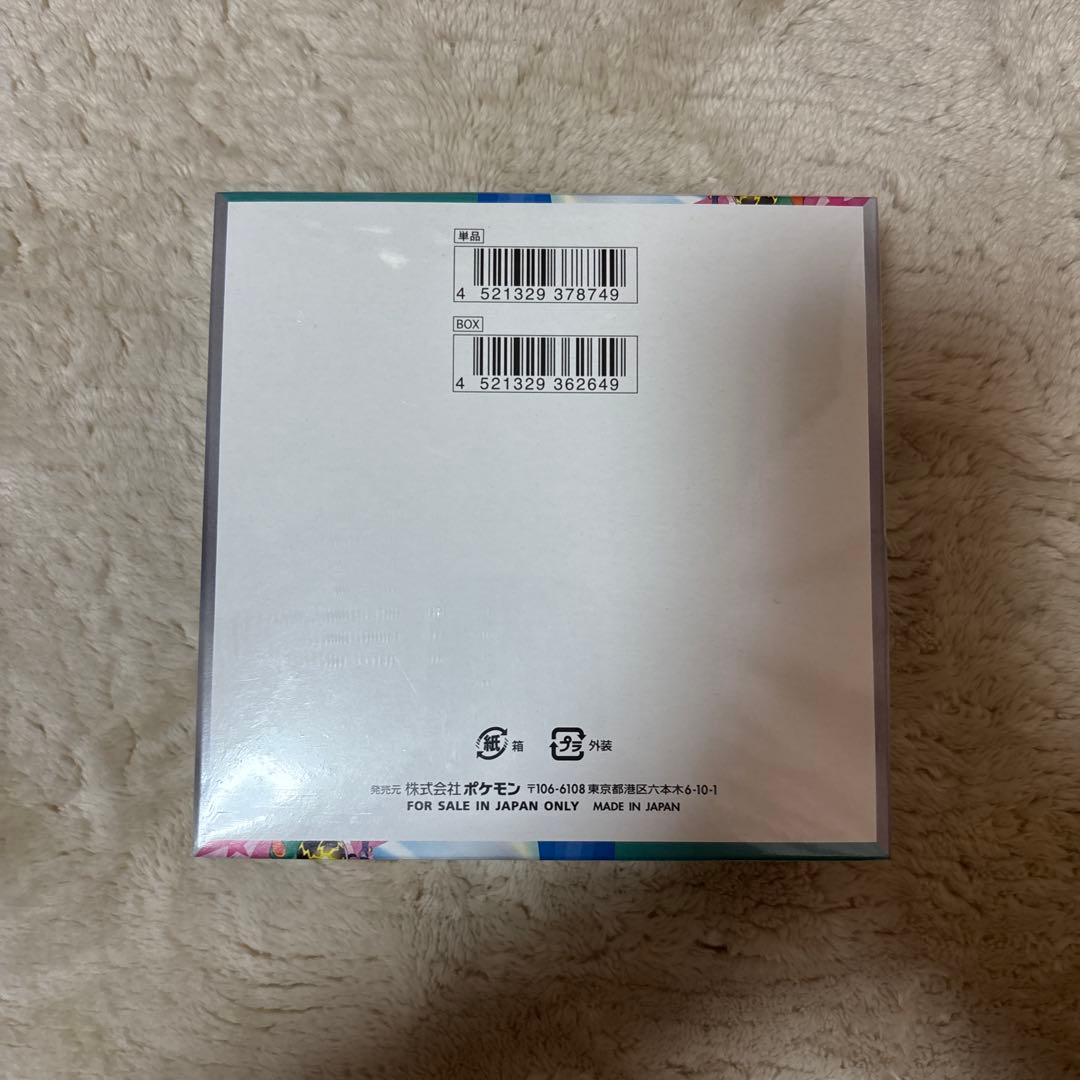 単品
4 521329 378749
BOX
4 521329 362649
紙 箱 プラ 外装
発売元 株式会社ポケモン 〒106-6108 東京都港区六本木6-10-1
FOR SALE IN JAPAN ONLY MADE IN JAPAN